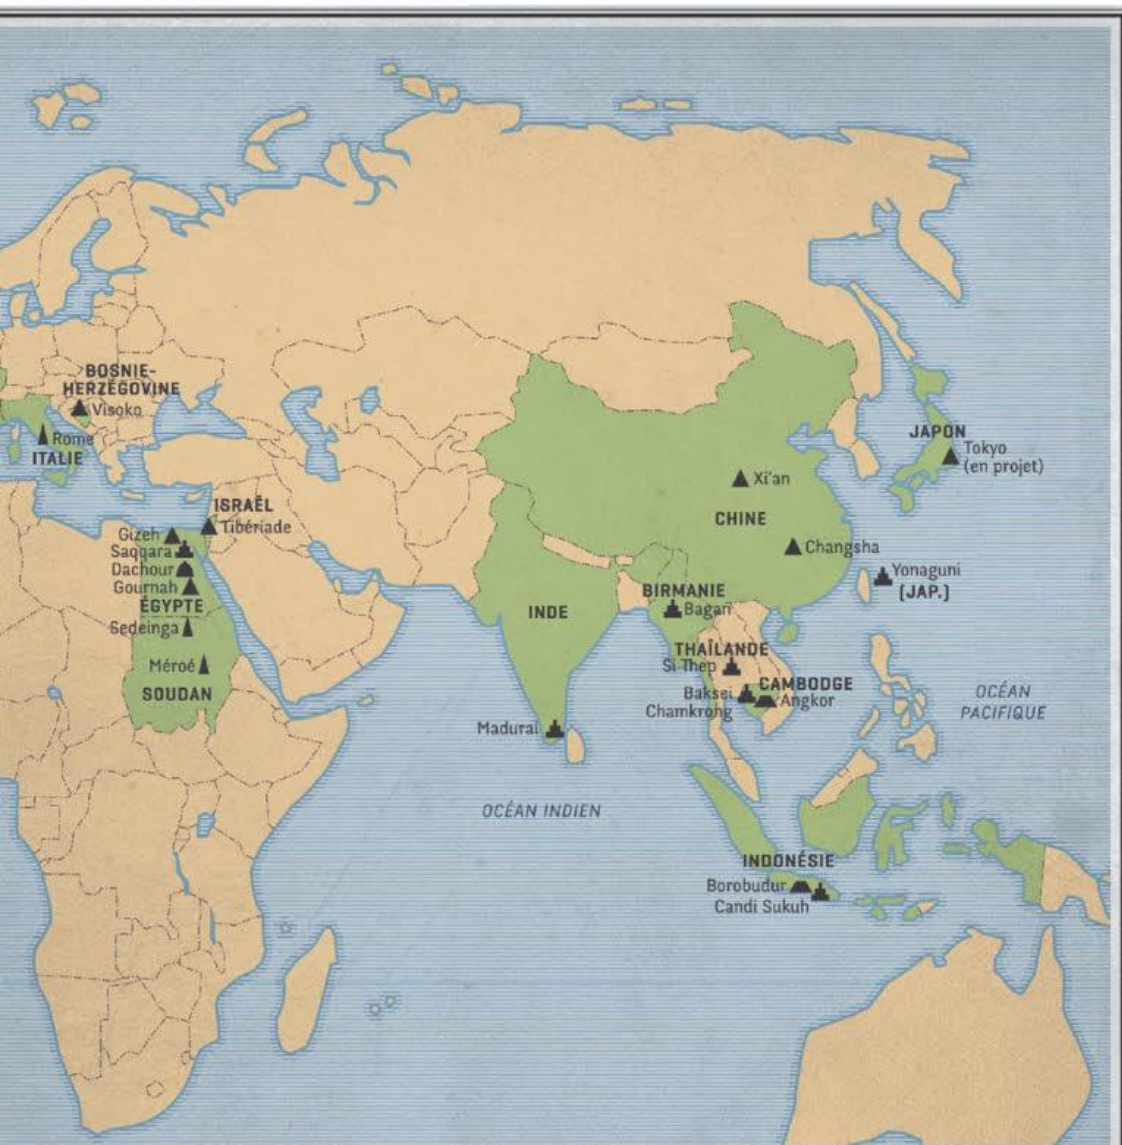 BOSNIE-
HERZÉGOVINE
Visoko
Rome
ITALIE
ISRAËL
Tibériade
Gizeh
Saqqara
Dachour
Gournah
ÉGYPTE
Sedeinga
Méroé
SOUDAN
JAPON
Tokyo
(en projet)
Xi'an
CHINE
Changsha
Yonaguni
(JAP.)
BIRMANIE
Bagan
INDE
THAÏLANDE
Si Thep
CAMBODGE
Baksei
Chamkrong
Angkor
Madurai
OCÉAN
PACIFIQUE
OCÉAN INDIEN
INDONÉSIE
Borobudur
Candi Sukuh